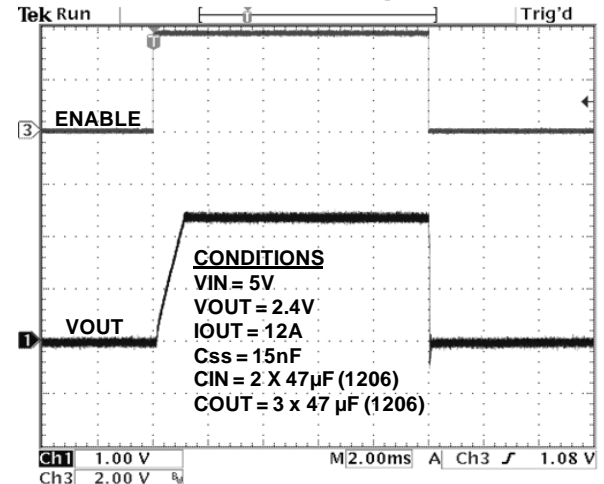 Tek Run Trig'd
T
T
ENABLE
3
CONDITIONS
VIN = 5V
VOUT = 2.4V
VOUT
IOUT = 12A
1
Css = 15nF
CIN = 2 X 47µF (1206)
COUT = 3 x 47 µF (1206)
Ch1 1.00 V M 2.00ms A Ch3 1.08 V
Ch3 2.00 V BW